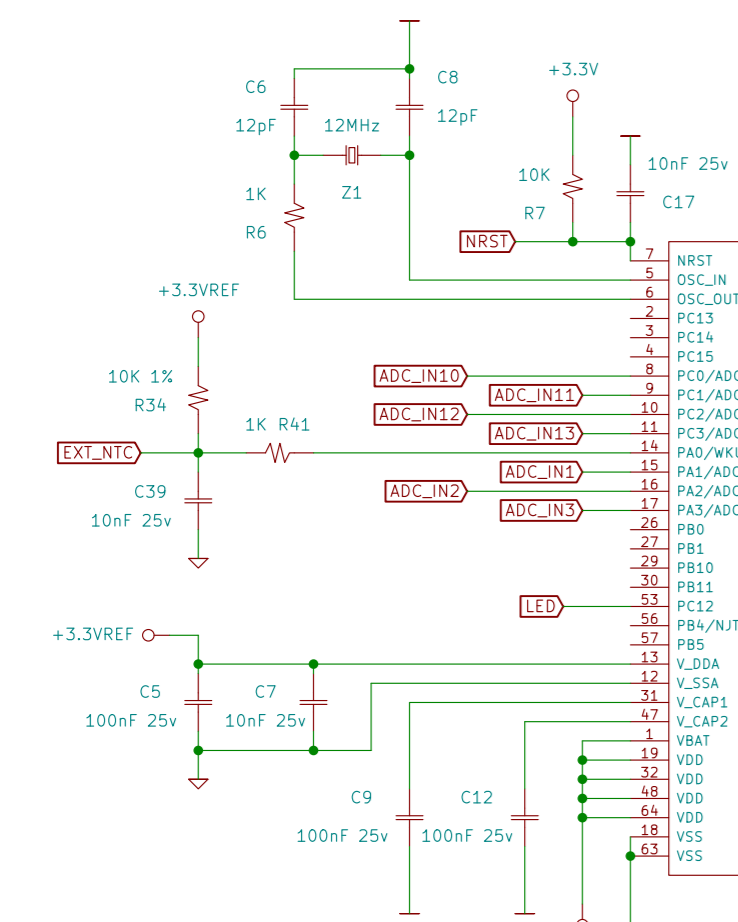 C6
C8
12pF
12MHz
12pF
Z1
1K
R6
+3.3V
10K
R7
10nF 25v
C17
NRST
7 NRST
5 OSC_IN
6 OSC_OUT
2 PC13
3 PC14
4 PC15
+3.3VREF
10K 1%
R34
ADC_IN10
8 PC0/ADC
ADC_IN11
9 PC1/ADC
ADC_IN12
10 PC2/ADC
ADC_IN13
11 PC3/ADC
1K R41
EXT_NTC
14 PA0/WKU
ADC_IN1
15 PA1/ADC
ADC_IN2
16 PA2/ADC
ADC_IN3
17 PA3/ADC
C39
10nF 25v
26 PB0
27 PB1
29 PB10
30 PB11
LED
53 PC12
56 PB4/NJT
57 PB5
+3.3VREF
13 V_DDA
12 V_SSA
31 V_CAP1
47 V_CAP2
C5
100nF 25v
C7
10nF 25v
1 VBAT
19 VDD
32 VDD
48 VDD
64 VDD
18 VSS
63 VSS
C9
100nF 25v
C12
100nF 25v